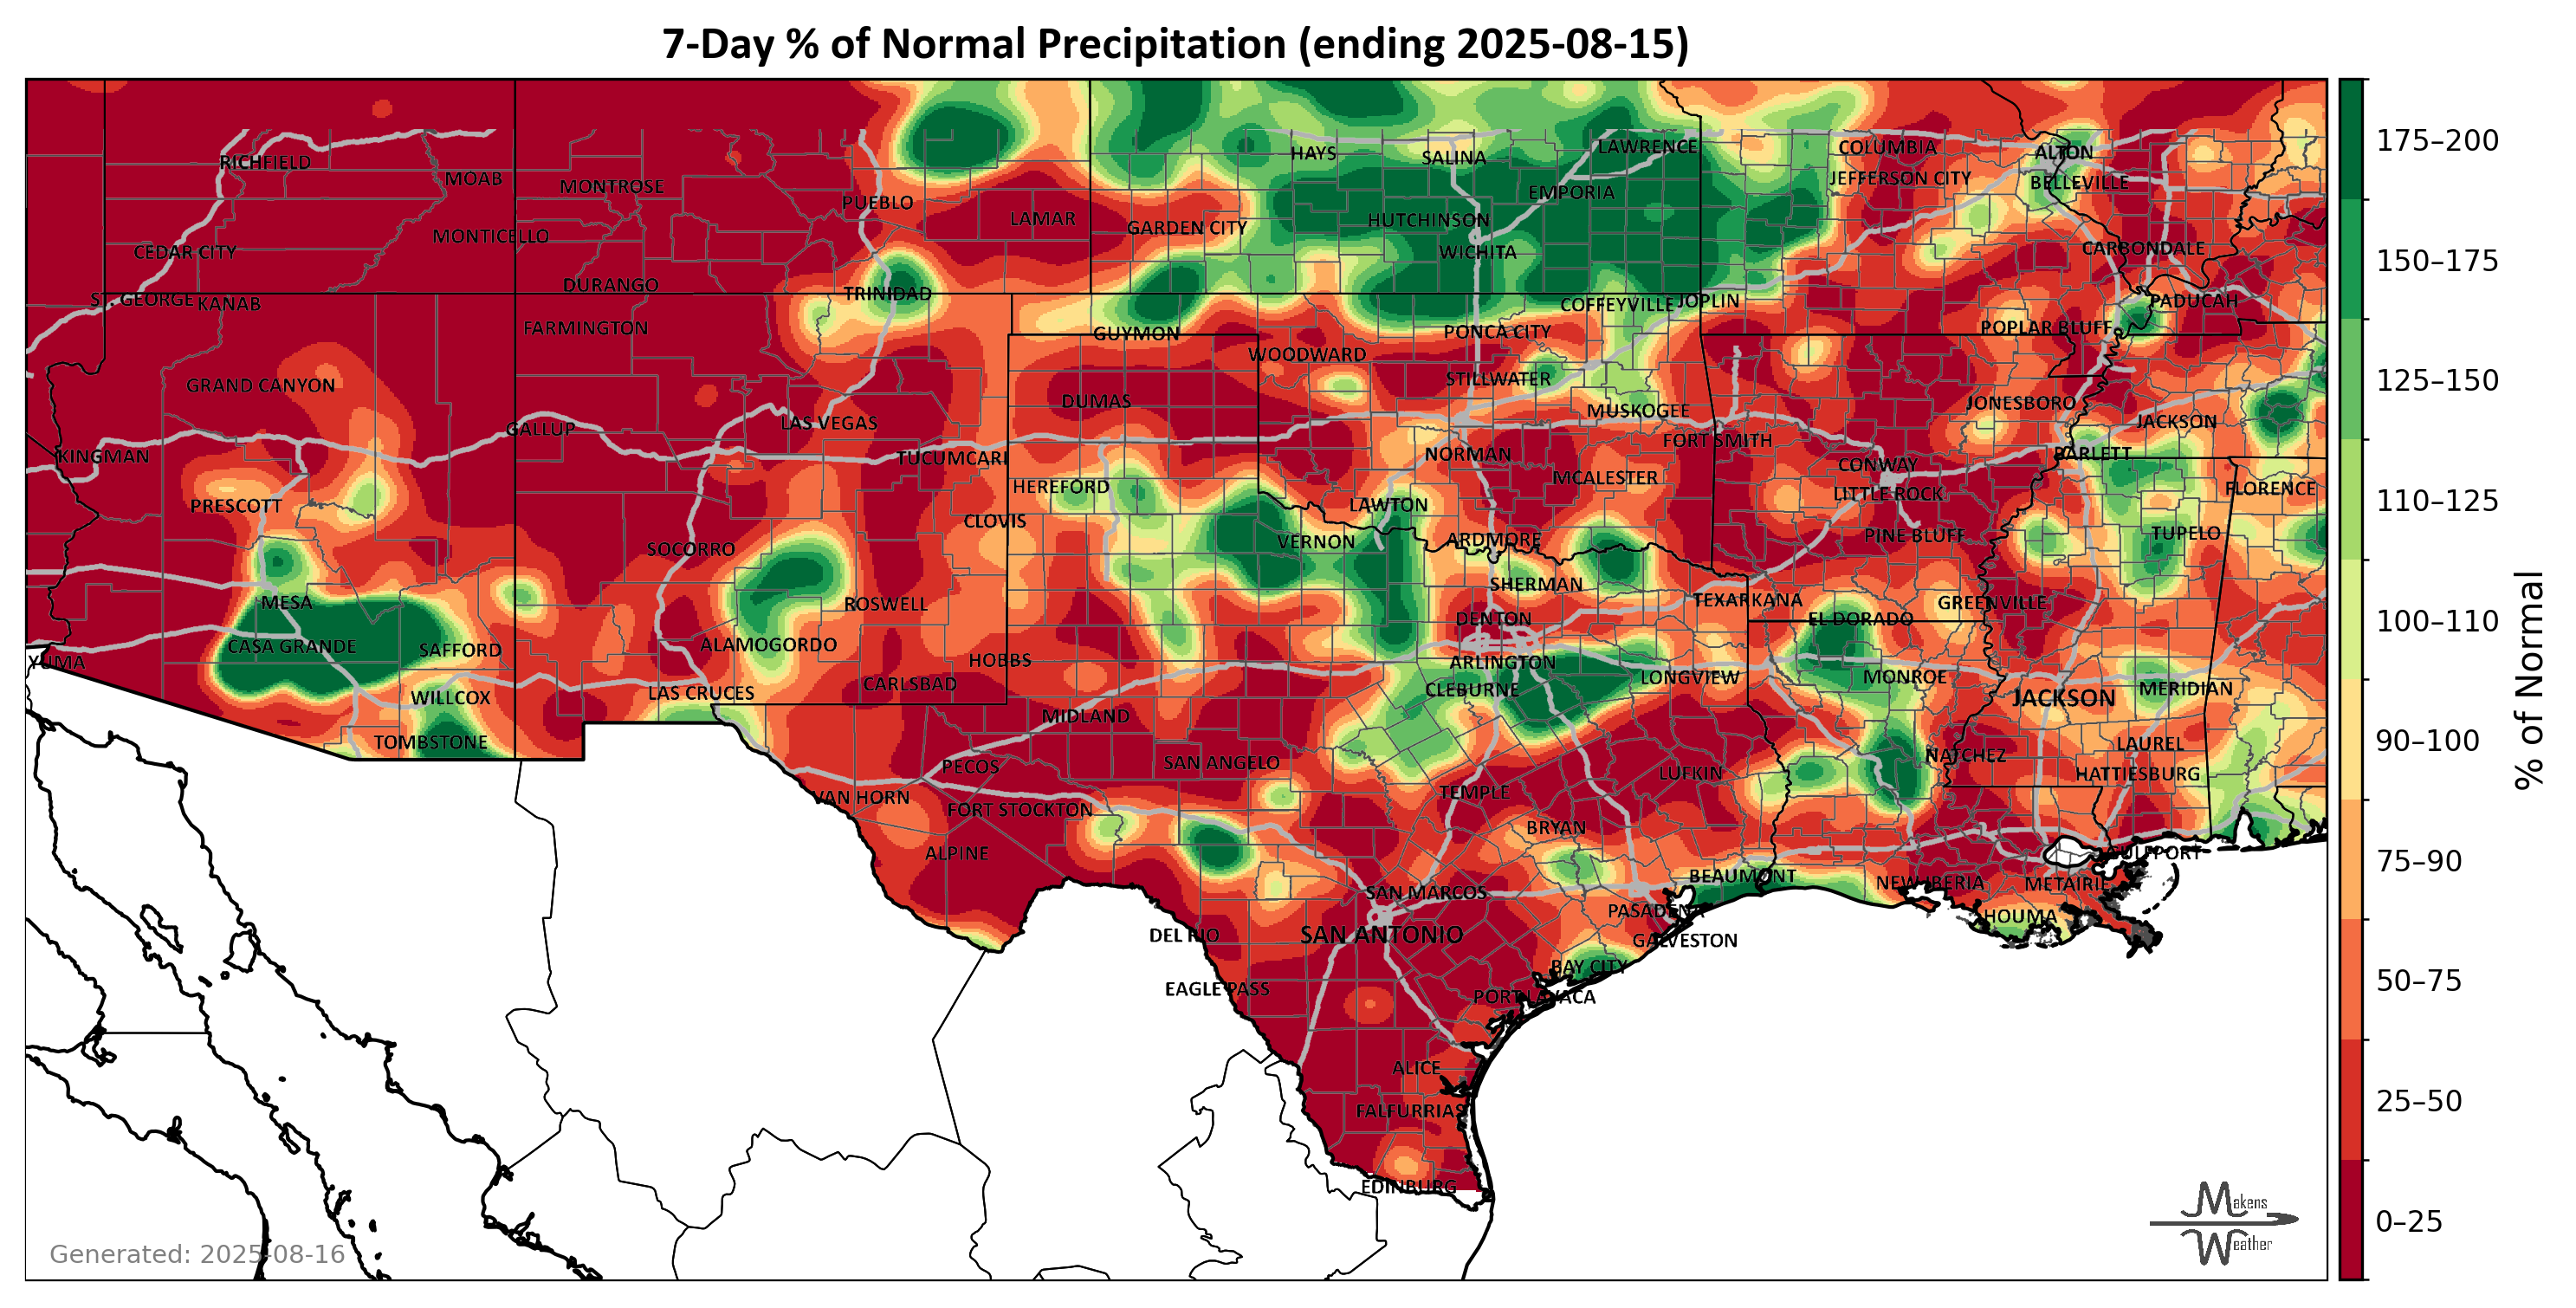 7-Day % of Normal Precipitation (ending 2025-08-15)
RICHFIELD
MOAB
MONTROSE
PUEBLO
LAMAR
HAYS
SALINA
LAWRENCE
EMPORIA
HUTCHINSON
GARDEN CITY
WICHITA
COLUMBIA
JEFFERSON CITY
ALTON
BELLEVILLE
CARBONDALE
CEDAR CITY
MONTICELLO
DURANGO
TRINIDAD
ST. GEORGE
KANAB
FARMINGTON
GUYMON
COFFEYVILLE
JOPLIN
PONCA CITY
PADUCAH
POPLAR BLUFF
WOODWARD
STILLWATER
GRAND CANYON
DUMAS
MUSKOGEE
JONESBORO
JACKSON
LAS VEGAS
GALLUP
KINGMAN
TUCUMCARI
NORMAN
FORT SMITH
BARLETT
CONWAY
HEREFORD
MCALESTER
LITTLE ROCK
FLORENCE
PRESCOTT
CLOVIS
LAWTON
SOCORRO
VERNON
ARDMORE
PINE BLUFF
TUPELO
MESA
ROSWELL
SHERMAN
TEXARKANA
GREENVILLE
DENTON
EL DORADO
CASA GRANDE
SAFFORD
ALAMOGORDO
HOBBS
ARLINGTON
YUMA
CARLSBAD
CLEBURNE
LONGVIEW
MONROE
WILLCOX
LAS CRUCES
JACKSON
MERIDIAN
MIDLAND
TOMBSTONE
PECOS
SAN ANGELO
LUFKIN
NATCHEZ
LAUREL
HATTIESBURG
VAN HORN
FORT STOCKTON
TEMPLE
BRYAN
ALPINE
GULFPORT
SAN MARCOS
BEAUMONT
NEW IBERIA
METAIRIE
PASADENA
HOUMA
DEL RIO
SAN ANTONIO
GALVESTON
BAY CITY
EAGLE PASS
PORT LAVACA
ALICE
FALFURRIAS
EDINBURG
175–200
150–175
125–150
110–125
100–110
90–100
75–90
50–75
25–50
0–25
% of Normal
Generated: 2025-08-16
Makens
Weather